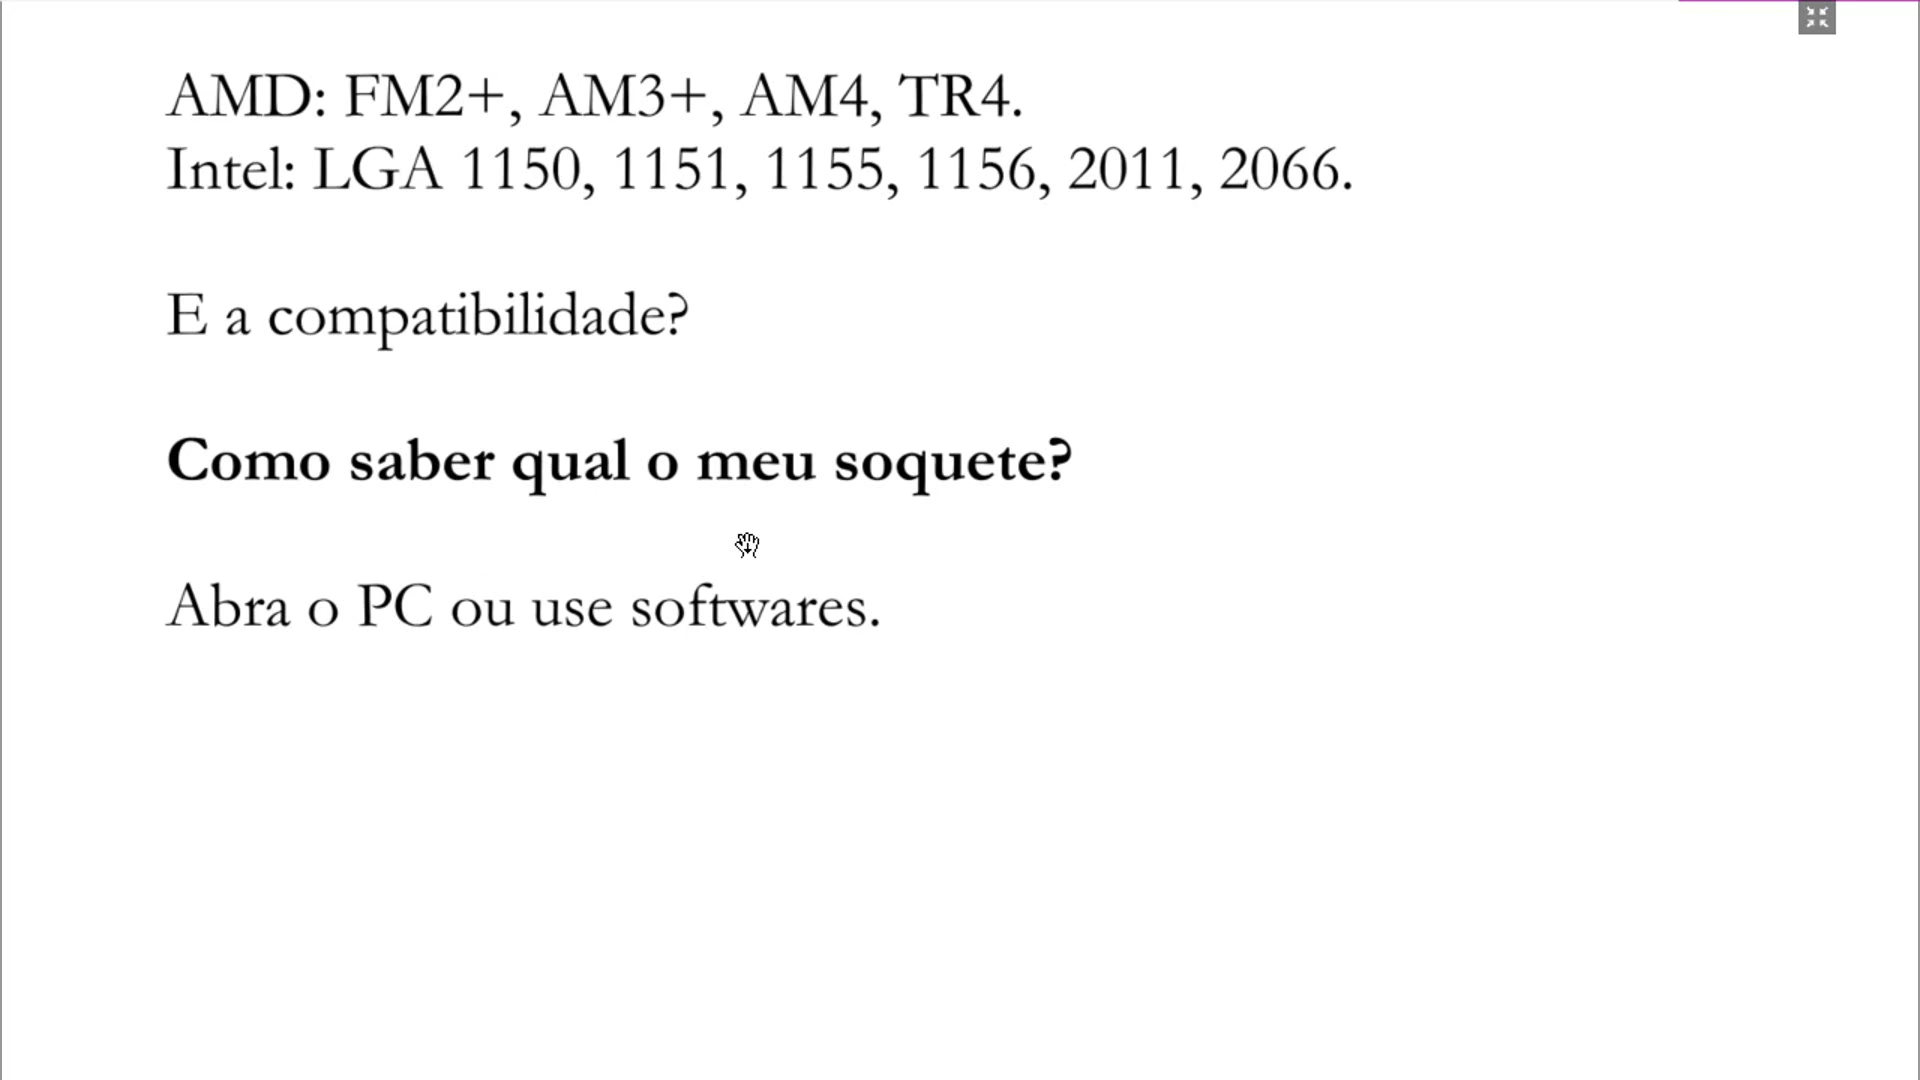 AMD: FM2+, AM3+, AM4, TR4.
Intel: LGA 1150, 1151, 1155, 1156, 2011, 2066.
E a compatibilidade?
Como saber qual o meu soquete?
Abra o PC ou use softwares.